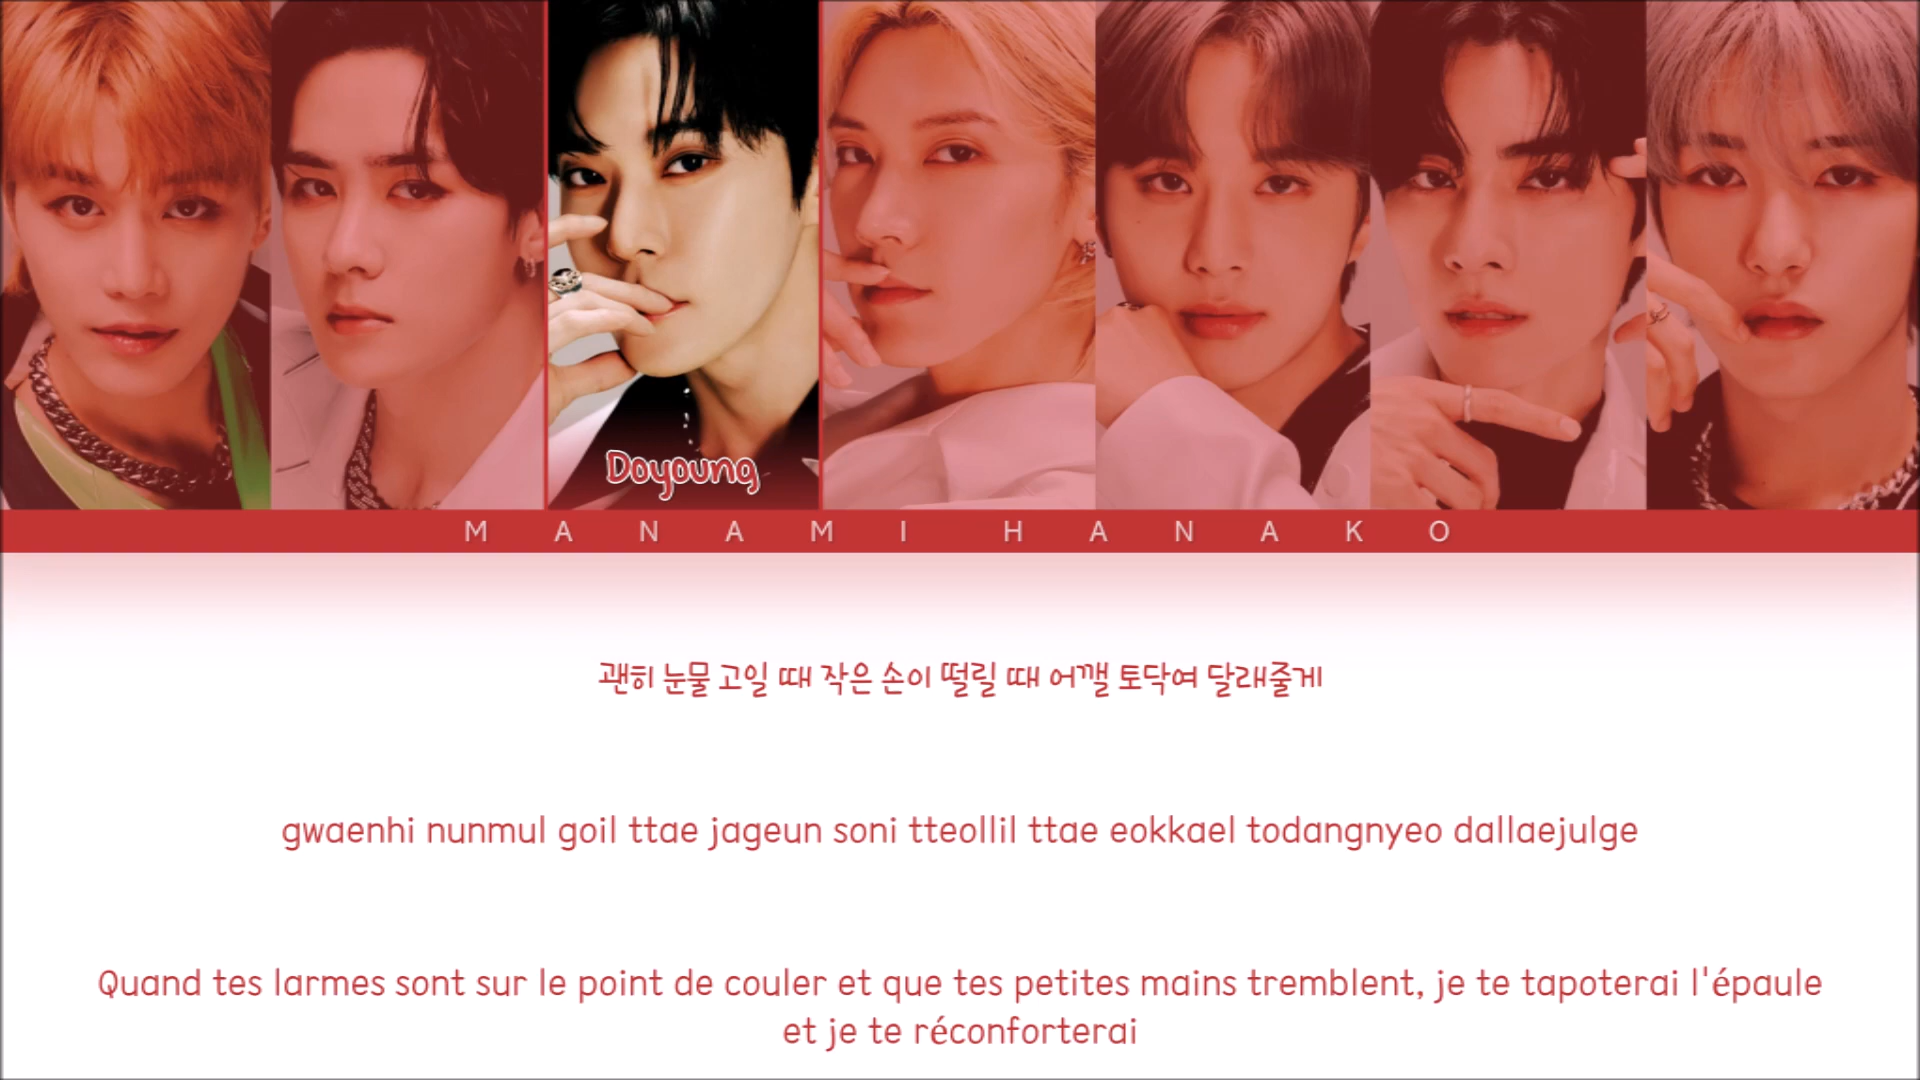 Doyoung
MANAMI HANAKO
괜히 눈물 고일 때 작은 손이 떨릴 때 어깰 토닥여 달래줄게
gwaenhi nunmul goil ttae jageun soni tteollil ttae eokkael todangnyeo dallaejulge
Quand tes larmes sont sur le point de couler et que tes petites mains tremblent, je te tapoterai l'épaule
et je te réconforterai